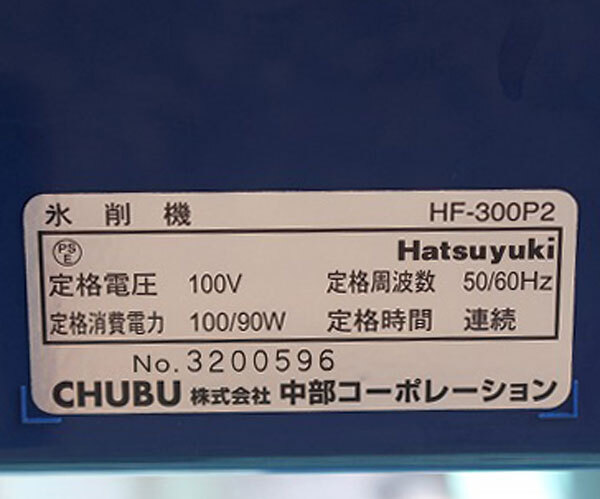 氷削機 HF-300P2
PS
E
Hatsuyuki
定格電圧 100V 定格周波数 50/60Hz
定格消費電力 100/90W 定格時間 連続
No.3200596
CHUBU 株式会社 中部コーポレーション